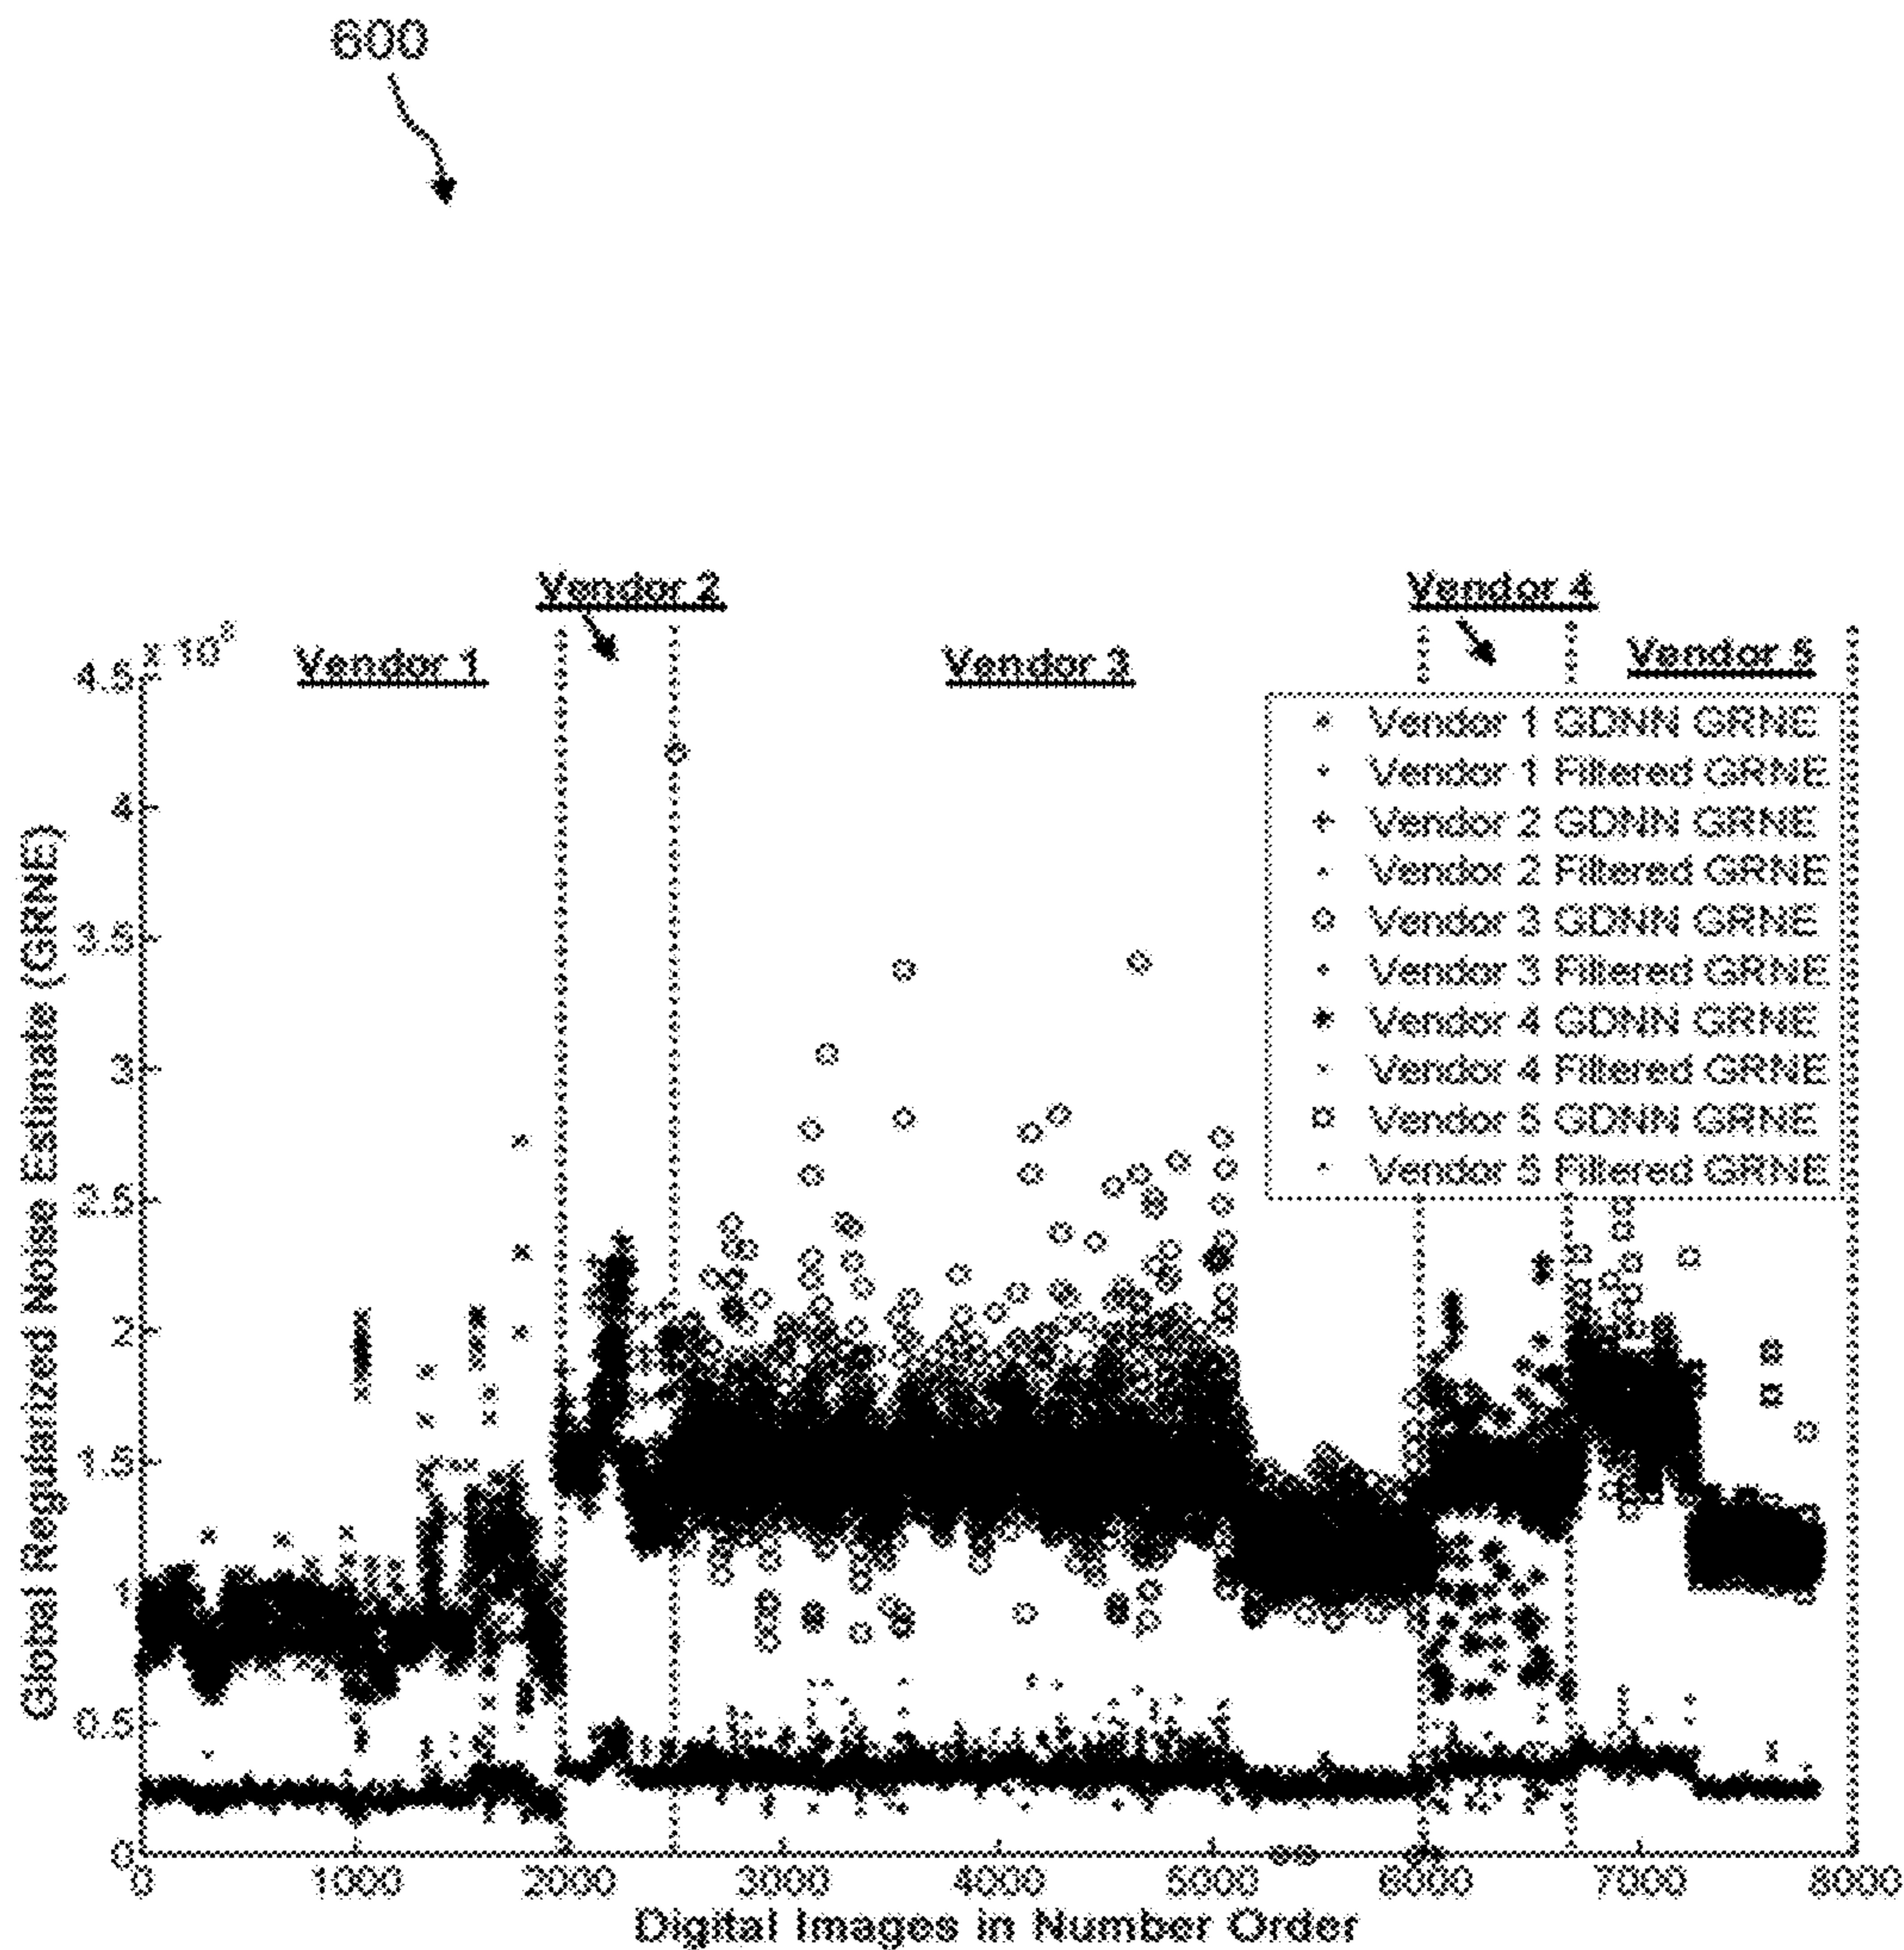 600
Vendor 2
Vendor 4
Vendor 1
Vendor 3
Vendor 5
4.5
4
3.5
3
2.5
2
1.5
1
0.5
0
Global Regularized Noise Estimate (GRNE)
Vendor 1 GDNN GRNE
Vendor 1 Filtered GRNE
Vendor 2 GDNN GRNE
Vendor 2 Filtered GRNE
Vendor 3 GDNN GRNE
Vendor 3 Filtered GRNE
Vendor 4 GDNN GRNE
Vendor 4 Filtered GRNE
Vendor 5 GDNN GRNE
Vendor 5 Filtered GRNE
0 1000 2000 3000 4000 5000 6000 7000 8000
Digital Images in Number Order